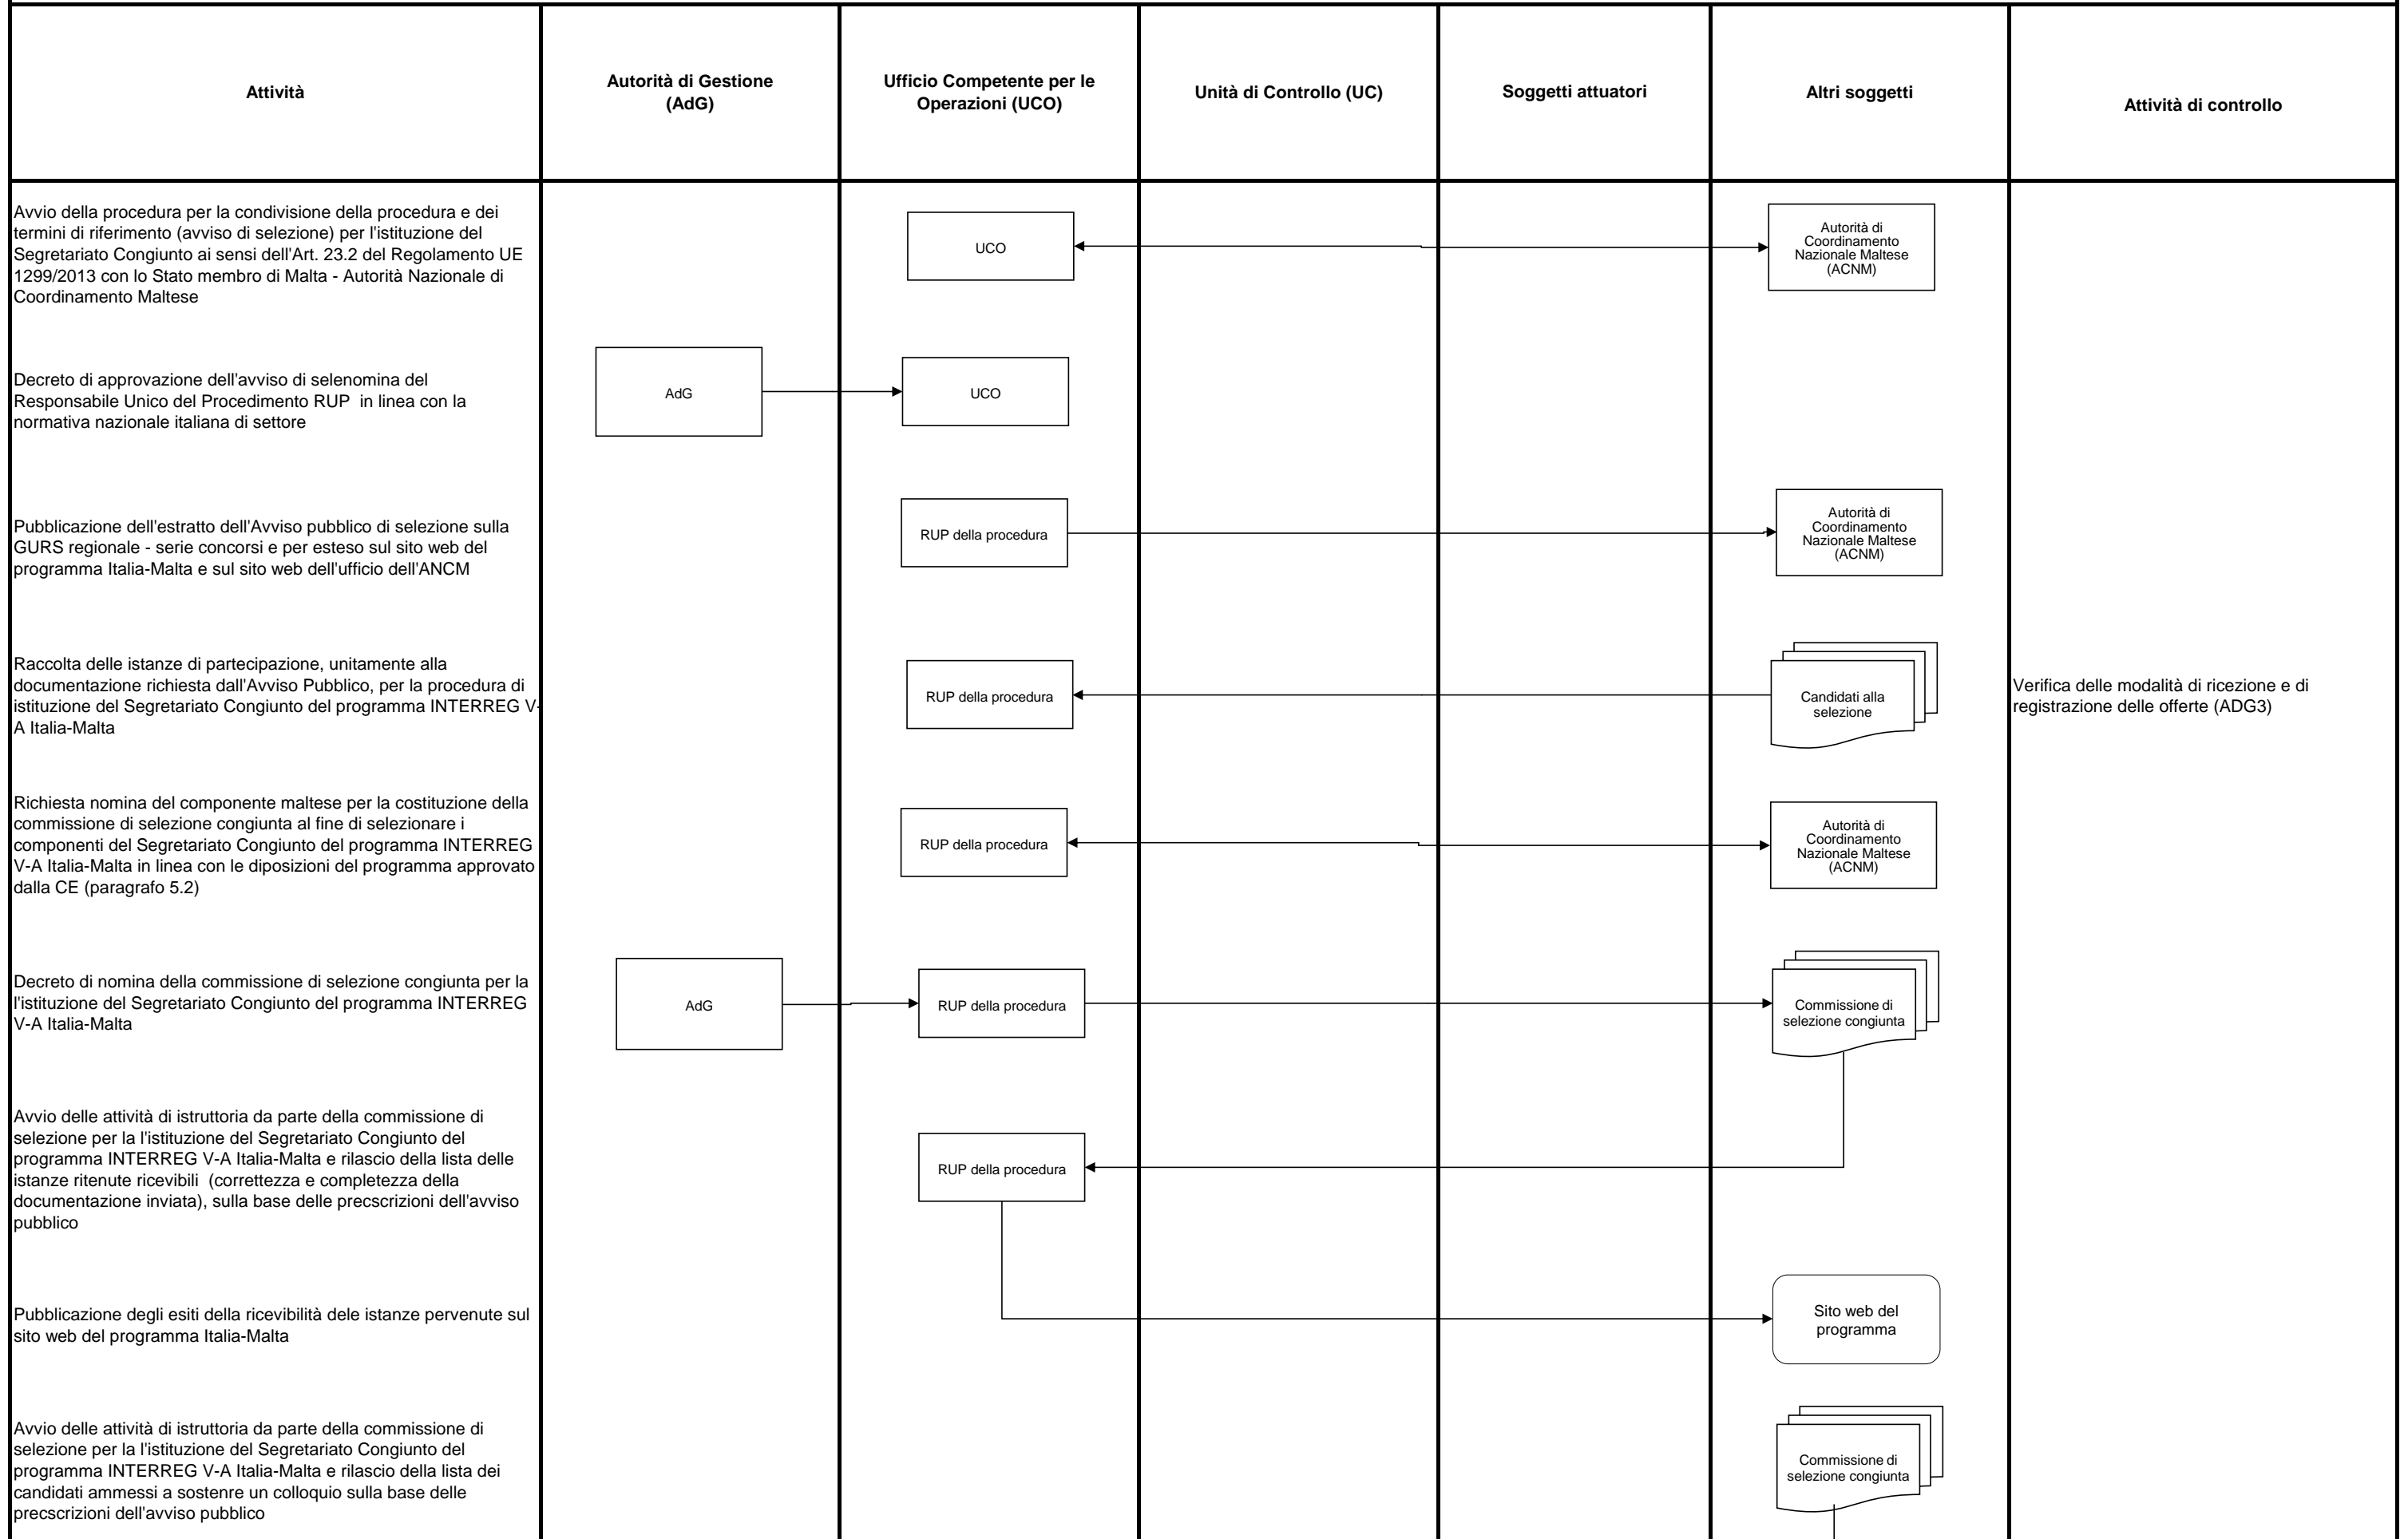 Attività
Autorità di Gestione
(AdG)
Ufficio Competente per le
Operazioni (UCO)
Unità di Controllo (UC)
Soggetti attuatori
Altri soggetti
Attività di controllo
Avvio della procedura per la condivisione della procedura e dei
termini di riferimento (avviso di selezione) per l'istituzione del
Segretariato Congiunto ai sensi dell'Art. 23.2 del Regolamento UE
1299/2013 con lo Stato membro di Malta - Autorità Nazionale di
Coordinamento Maltese
UCO
Autorità di
Coordinamento
Nazionale Maltese
(ACNM)
Decreto di approvazione dell'avviso di selenomina del
Responsabile Unico del Procedimento RUP  in linea con la
normativa nazionale italiana di settore
AdG
UCO
Pubblicazione dell'estratto dell'Avviso pubblico di selezione sulla
GURS regionale - serie concorsi e per esteso sul sito web del
programma Italia-Malta e sul sito web dell'ufficio dell'ANCM
RUP della procedura
Autorità di
Coordinamento
Nazionale Maltese
(ACNM)
Raccolta delle istanze di partecipazione, unitamente alla
documentazione richiesta dall'Avviso Pubblico, per la procedura di
istituzione del Segretariato Congiunto del programma INTERREG V-
A Italia-Malta
RUP della procedura
Candidati alla
selezione
Verifica delle modalità di ricezione e di
registrazione delle offerte (ADG3)
Richiesta nomina del componente maltese per la costituzione della
commissione di selezione congiunta al fine di selezionare i
componenti del Segretariato Congiunto del programma INTERREG
V-A Italia-Malta in linea con le diposizioni del programma approvato
dalla CE (paragrafo 5.2)
RUP della procedura
Autorità di
Coordinamento
Nazionale Maltese
(ACNM)
Decreto di nomina della commissione di selezione congiunta per la
l'istituzione del Segretariato Congiunto del programma INTERREG
V-A Italia-Malta
AdG
RUP della procedura
Commissione di
selezione congiunta
Avvio delle attività di istruttoria da parte della commissione di
selezione per la l'istituzione del Segretariato Congiunto del
programma INTERREG V-A Italia-Malta e rilascio della lista delle
istanze ritenute ricevibili  (correttezza e completezza della
documentazione inviata), sulla base delle precscrizioni dell'avviso
pubblico
RUP della procedura
Pubblicazione degli esiti della ricevibilità dele istanze pervenute sul
sito web del programma Italia-Malta
Sito web del
programma
Avvio delle attività di istruttoria da parte della commissione di
selezione per la l'istituzione del Segretariato Congiunto del
programma INTERREG V-A Italia-Malta e rilascio della lista dei
candidati ammessi a sostenre un colloquio sulla base delle
precscrizioni dell'avviso pubblico
Commissione di
selezione congiunta